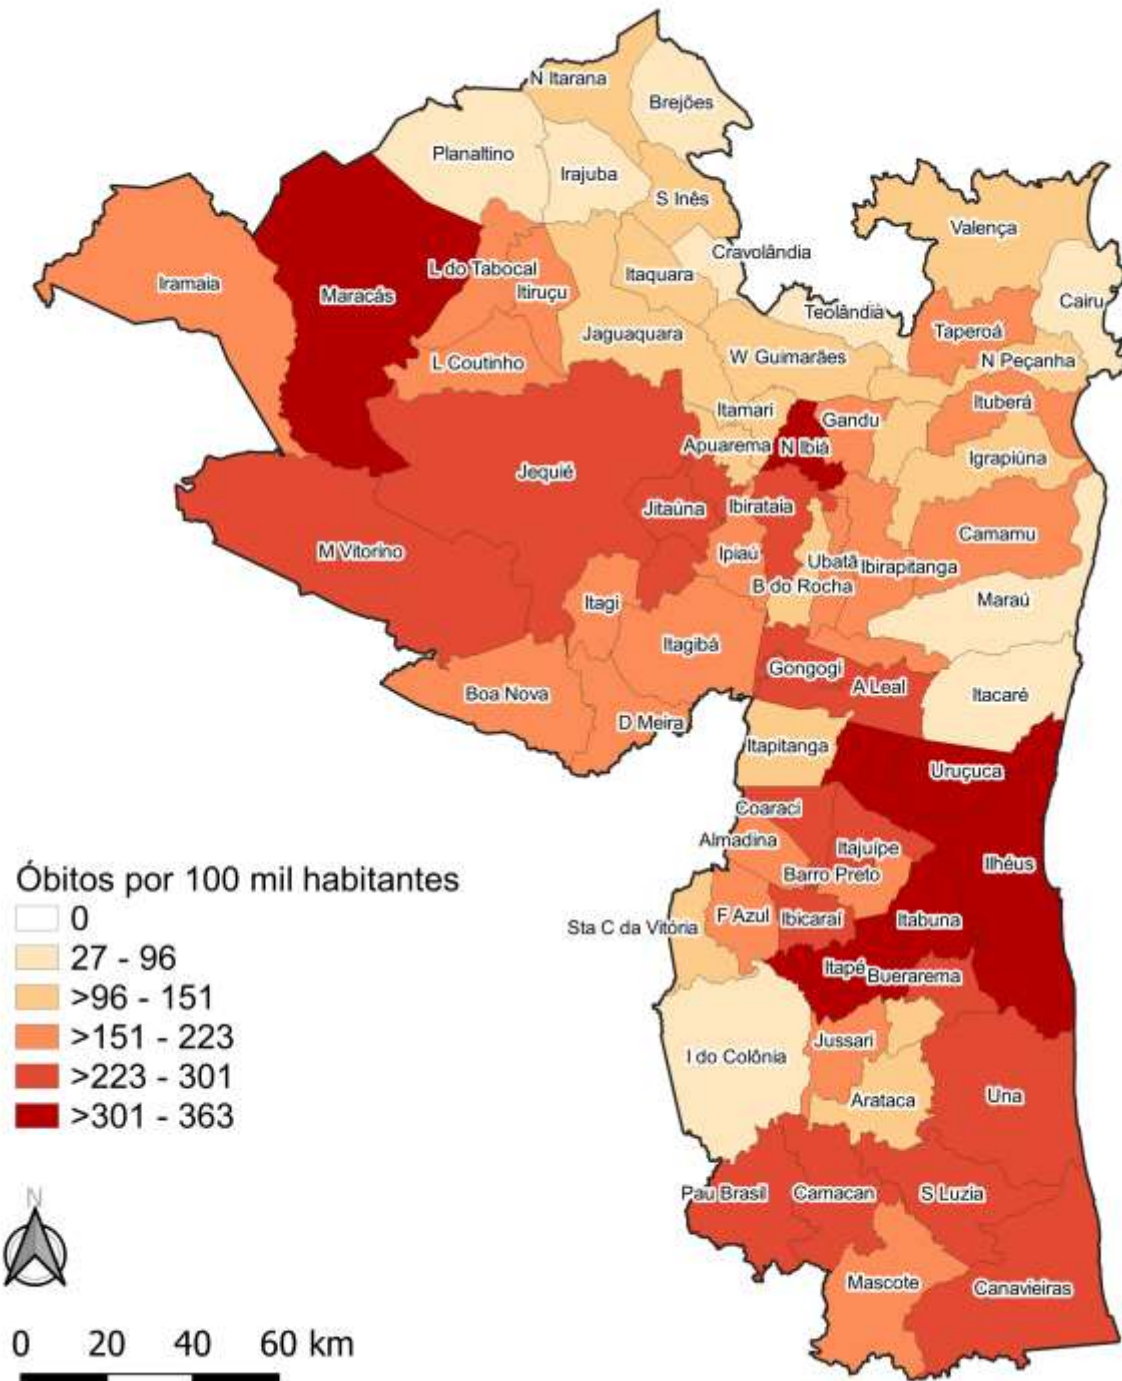 N Itarana
Brejões
Planaltino
Irajuba
S Inês
Valença
Cravolândia
L do Tabocal
Itaquara
Iramaia
Maracás
Itiruçu
Teolândia
Cairu
Jaguaquara
Taperoá
L Coutinho
W Guimarães
N Peçanha
Itamari
Gandu
Ituberá
Apuarema
N Ibiá
Igrapiúna
Jequié
Jitaúna
Ibirataia
Camamu
M Vitorino
Ipiaú
Ubatã
Ibirapitanga
B do Rocha
Itagi
Maraú
Itagibá
Gongogi
A Leal
Boa Nova
Itacaré
D Meira
Itapitanga
Uruçuca
Coaraci
Almadina
Itajuípe
Ilhéus
Barro Preto
Sta C da Vitória
F Azul
Ibicaraí
Itabuna
Itapé
Buerarema
I do Colônia
Jussari
Arataca
Una
Pau Brasil
Camacan
S Luzia
Mascote
Canavieiras
Óbitos por 100 mil habitantes
0
27 - 96
>96 - 151
>151 - 223
>223 - 301
>301 - 363
N
0 20 40 60 km